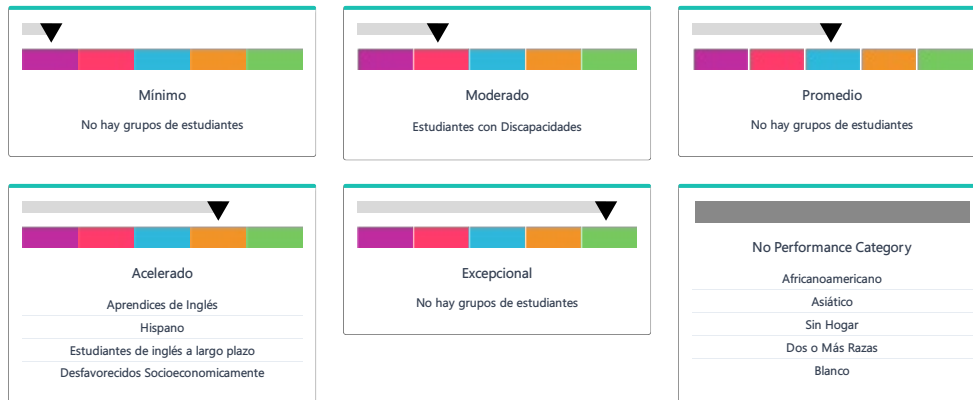 Mínimo
No hay grupos de estudiantes
Moderado
Estudiantes con Discapacidades
Promedio
No hay grupos de estudiantes
Acelerado
Aprendices de Inglés
Hispano
Estudiantes de inglés a largo plazo
Desfavorecidos Socioeconomicamente
Excepcional
No hay grupos de estudiantes
No Performance Category
Africanoamericano
Asiático
Sin Hogar
Dos o Más Razas
Blanco